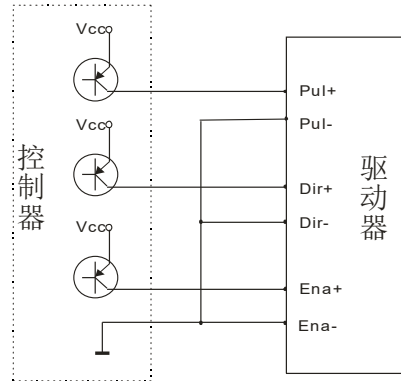 Vcc
Pul+
Pul-
Vcc
控制器
驱动器
Dir+
Dir-
Vcc
Ena+
Ena-